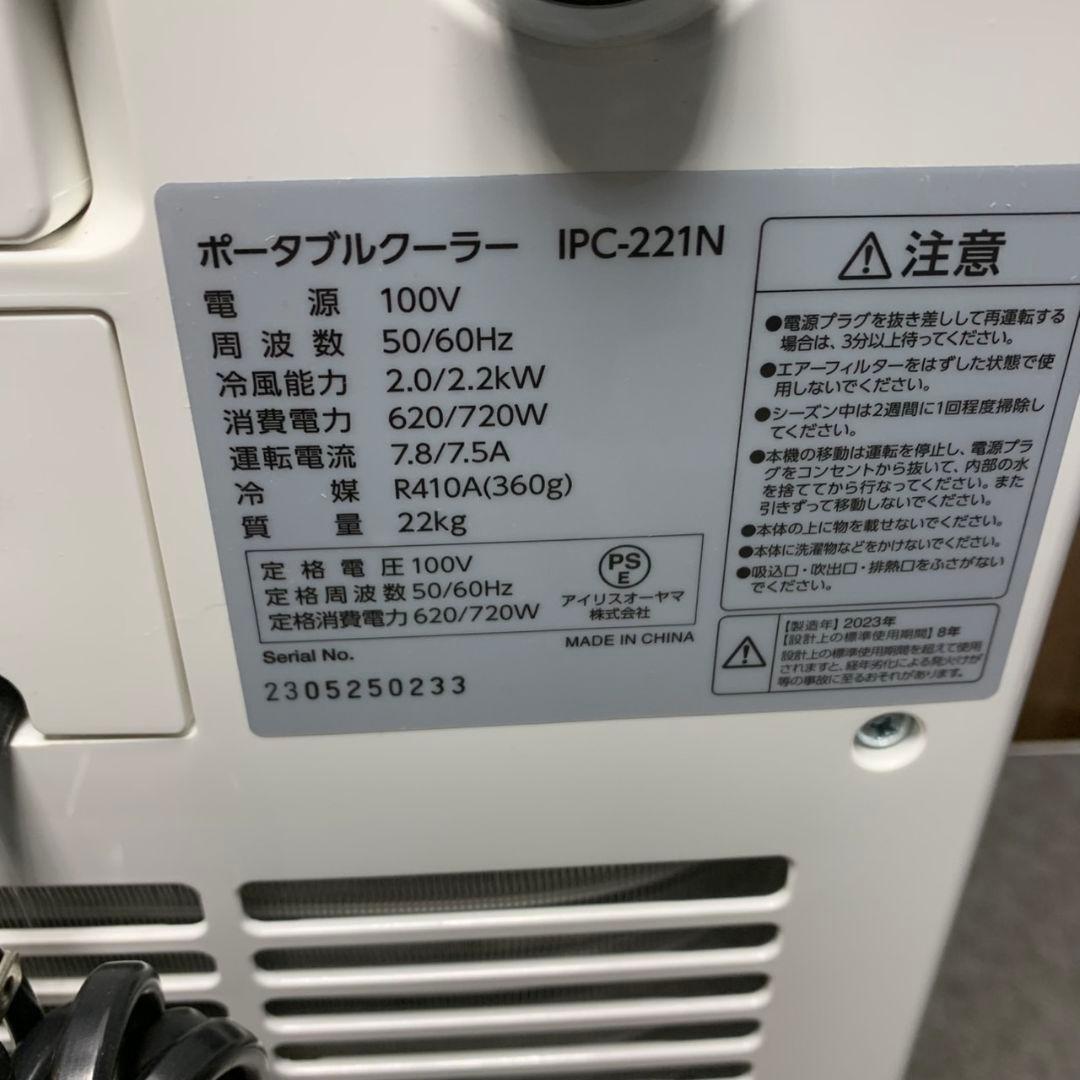 ポータブルクーラー IPC-221N
電源 100V
周波数 50/60Hz
冷風能力 2.0/2.2kW
消費電力 620/720W
運転電流 7.8/7.5A
冷媒 R410A(360g)
質量 22kg
定格電圧 100V
定格周波数 50/60Hz
定格消費電力 620/720W
PS
E
アイリスオーヤマ
株式会社
MADE IN CHINA
Serial No.
2305250233
注意
●電源プラグを抜き差しして再運転する
場合は、3分以上待ってください。
●エアーフィルターをはずした状態で使
用しないでください。
●シーズン中は2週間に1回程度掃除し
てください。
●本機の移動は運転を停止し、電源プラ
グをコンセントから抜いて、内部の水
を捨ててから行なってください。また
引きずって移動しないでください。
●本体の上に物を載せないでください。
●本体に洗濯物などをかけないでください。
●吸込口・吹出口・排熱口をふさがない
でください。
【製造年】2023年
【設計上の標準使用期間】8年
設計上の標準使用期間を超えて使用
されますと、経年劣化による発火けが
等の事故に至るおそれがあります。